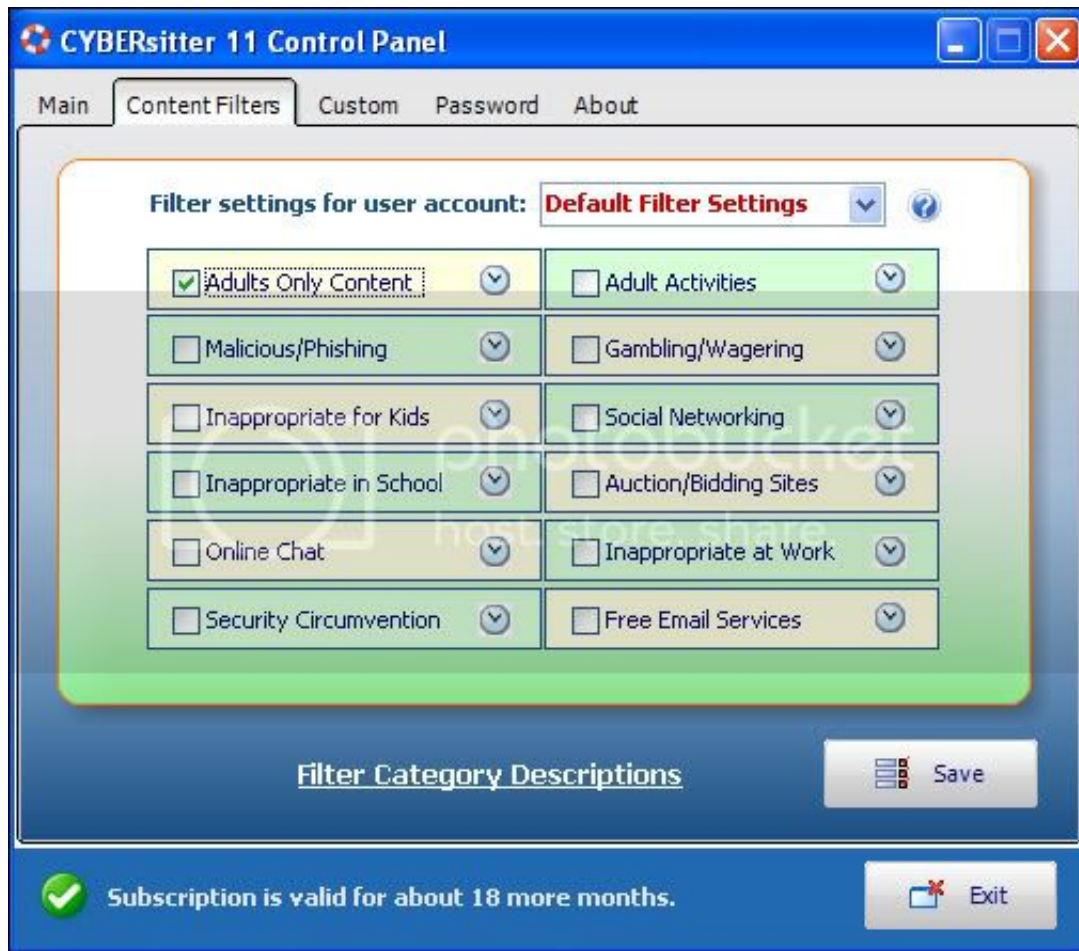 CYBERsitter 11 Control Panel
Main Content Filters Custom Password About
Filter settings for user account: Default Filter Settings
Adults Only Content Adult Activities
Malicious/Phishing Gambling/Wagering
Inappropriate for Kids Social Networking
photobucket
Inappropriate in School Auction/Bidding Sites
host. store. share.
Online Chat Inappropriate at Work
Security Circumvention Free Email Services
Filter Category Descriptions Save
Subscription is valid for about 18 more months. Exit